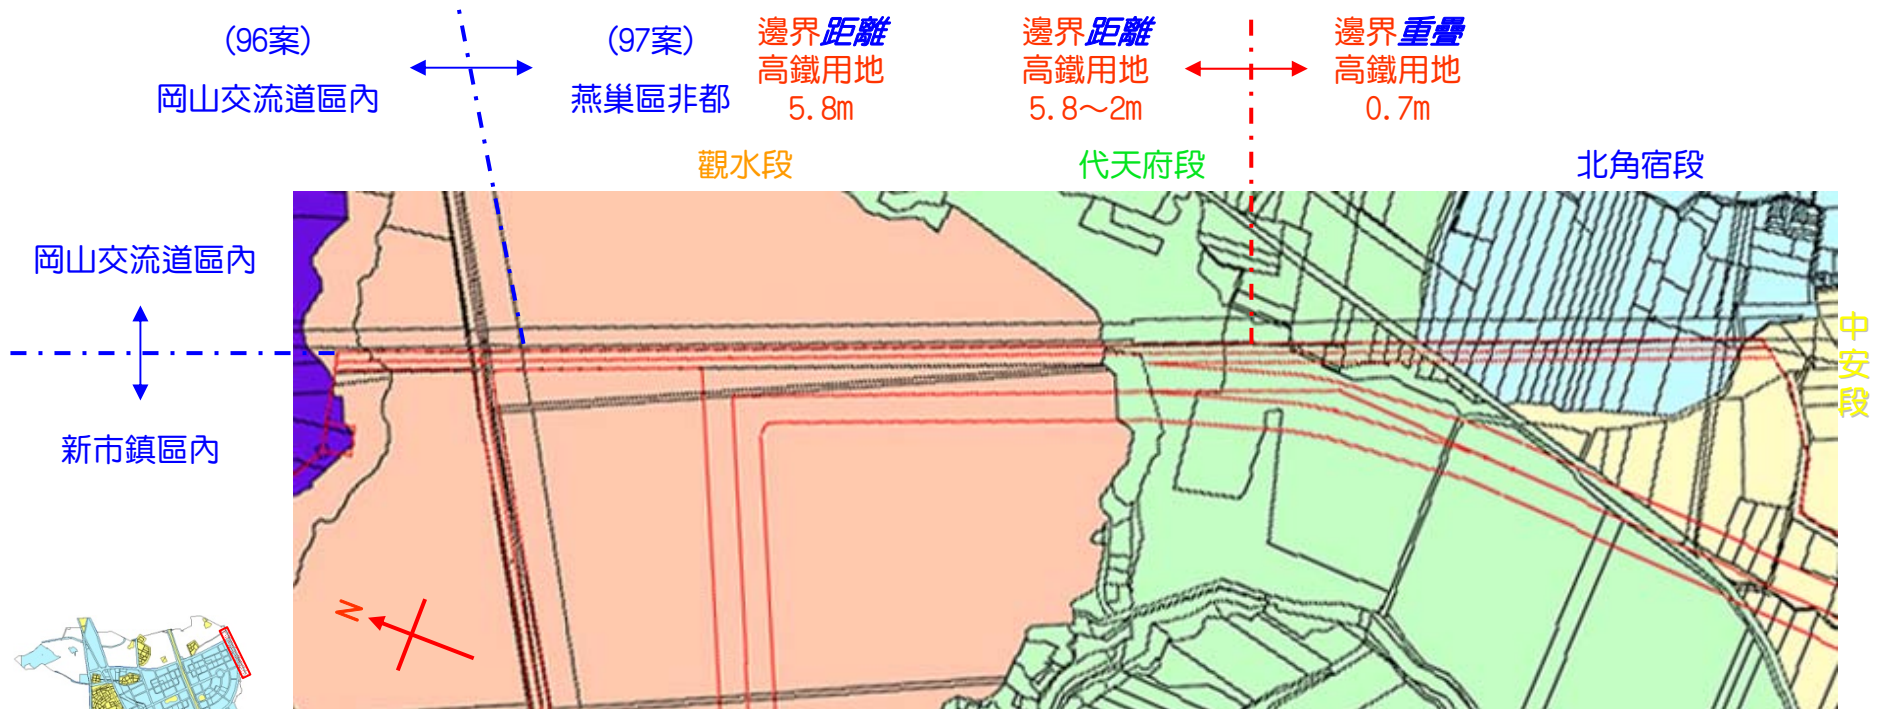 (96案)
岡山交流道區內
(97案)
燕巢區非都
邊界距離
高鐵用地
5.8m
邊界距離
高鐵用地
5.8～2m
邊界重疊
高鐵用地
0.7m
觀水段
代天府段
北角宿段
岡山交流道區內
新市鎮區內
中安段
N